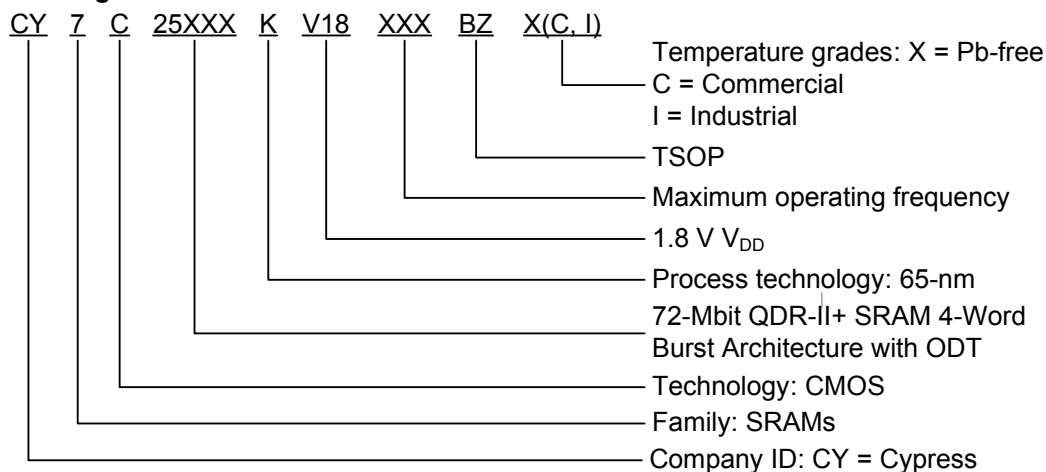 CY 7 C 25XXX K V18 XXX BZ X(C, I)
Temperature grades: X = Pb-free
C = Commercial
I = Industrial
TSOP
Maximum operating frequency
1.8 V VDD
Process technology: 65-nm
72-Mbit QDR-II+ SRAM 4-Word
Burst Architecture with ODT
Technology: CMOS
Family: SRAMs
Company ID: CY = Cypress